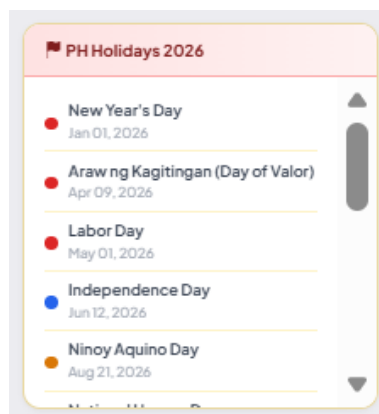 PH Holidays 2026
New Year's Day
Jan 01, 2026
Araw ng Kagitingan (Day of Valor)
Apr 09, 2026
Labor Day
May 01, 2026
Independence Day
Jun 12, 2026
Ninoy Aquino Day
Aug 21, 2026